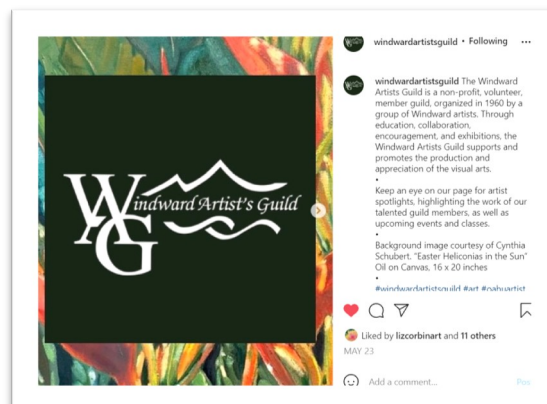 Windward Artist's Guild
WAG
windwardartistsguild • Following
windwardartistsguild The Windward
Artists Guild is a non-profit, volunteer,
member guild, organized in 1960 by a
group of Windward artists. Through
education, collaboration,
encouragement, and exhibitions, the
Windward Artists Guild supports and
promotes the production and
appreciation of the visual arts.
•
Keep an eye on our page for artist
spotlights, highlighting the work of our
talented guild members, as well as
upcoming events and classes.
•
Background image courtesy of Cynthia
Schubert. "Easter Heliconias in the Sun"
Oil on Canvas, 16 x 20 inches
•
#windwardartistsguild #art #oahuartist
Liked by lizcorbinart and 11 others
MAY 23
Add a comment...
Pos